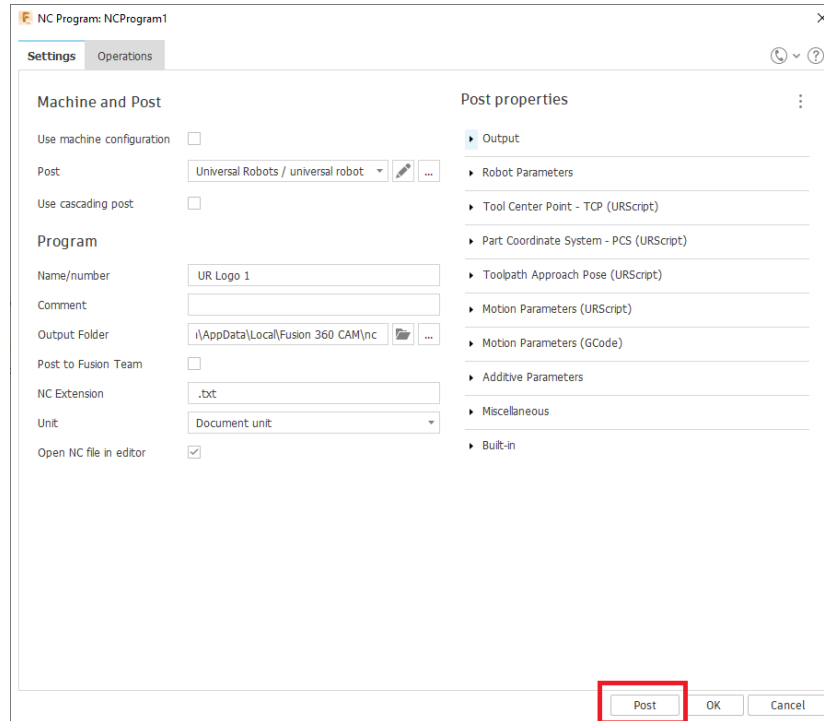 NC Program: NCProgram1
Settings
Operations
Machine and Post
Use machine configuration
Post
Universal Robots / universal robot
...
Use cascading post
Program
Name/number
UR Logo 1
Comment
Output Folder
ı\AppData\Local\Fusion 360 CAM\nc
...
Post to Fusion Team
NC Extension
.txt
Unit
Document unit
Open NC file in editor
Post properties
Output
Robot Parameters
Tool Center Point - TCP (URScript)
Part Coordinate System - PCS (URScript)
Toolpath Approach Pose (URScript)
Motion Parameters (URScript)
Motion Parameters (GCode)
Additive Parameters
Miscellaneous
Built-in
Post
OK
Cancel